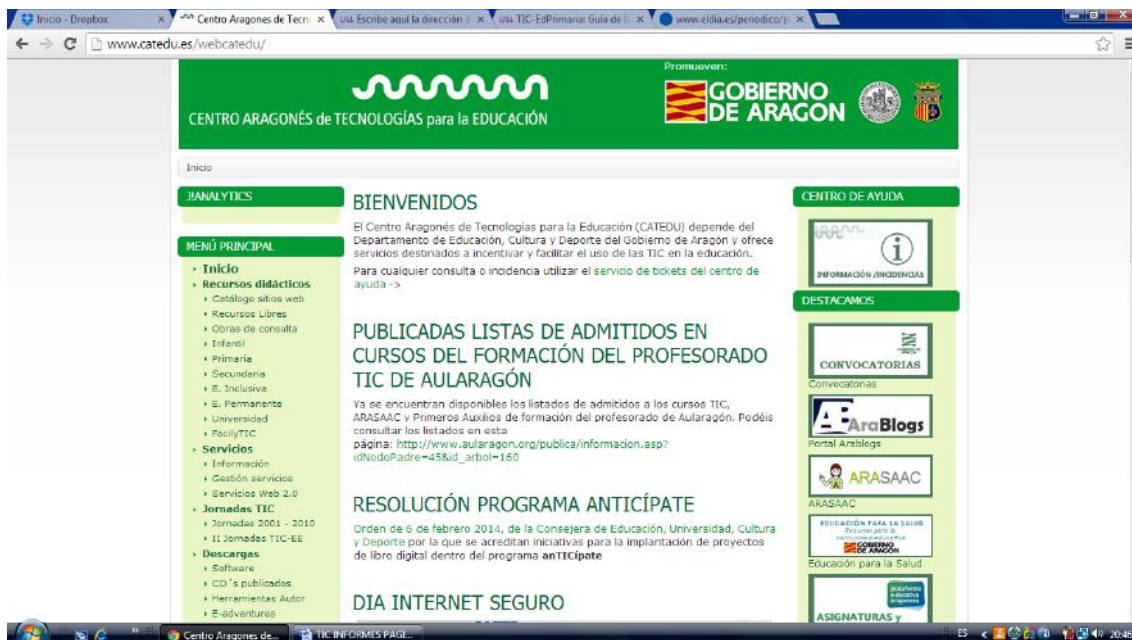 Inicio - Dropbox
Centro Aragones de Tecn
ULL Escribe aquí la dirección d
ULL TIC-EdPrimaria: Guía de l
www.eldia.es/periodico/p
www.catedu.es/webcatedu/
CENTRO ARAGONÉS de TECNOLOGÍAS para la EDUCACIÓN
Promueven:
GOBIERNO
DE ARAGON
Inicio
J!ANALYTICS
MENÚ PRINCIPAL
Inicio
Recursos didácticos
Catálogo sitios web
Recursos Libres
Obras de consulta
Infantil
Primaria
Secundaria
E. Inclusiva
E. Permanente
Universidad
FacilyTIC
Servicios
Información
Gestión servicios
Servicios Web 2.0
Jornadas TIC
Jornadas 2001 - 2010
II Jornadas TIC-EE
Descargas
Software
CD´s publicados
Herramientas Autor
E-adventures
BIENVENIDOS
El Centro Aragonés de Tecnologías para la Educación (CATEDU) depende del
Departamento de Educación, Cultura y Deporte del Gobierno de Aragón y ofrece
servicios destinados a incentivar y facilitar el uso de las TIC en la educación.
Para cualquier consulta o incidencia utilizar el servicio de tickets del centro de
ayuda ->
PUBLICADAS LISTAS DE ADMITIDOS EN
CURSOS DEL FORMACIÓN DEL PROFESORADO
TIC DE AULARAGÓN
Ya se encuentran disponibles los listados de admitidos a los cursos TIC,
ARASAAC y Primeros Auxilios de formación del profesorado de Aularagón. Podéis
consultar los listados en esta
página: http://www.aularagon.org/publica/informacion.asp?
idNodoPadre=45&id_arbol=160
RESOLUCIÓN PROGRAMA ANTICÍPATE
Orden de 6 de febrero 2014, de la Consejera de Educación, Universidad, Cultura
y Deporte por la que se acreditan iniciativas para la implantación de proyectos
de libro digital dentro del programa anTICípate
DIA INTERNET SEGURO
CENTRO DE AYUDA
INFORMACIÓN /INCIDENCIAS
DESTACAMOS
CONVOCATORIAS
Convocatorias
AB AraBlogs
Portal Arablogs
ARASAAC
ARASAAC
EDUCACIÓN PARA LA SALUD
GOBIERNO
DE ARAGON
Educación para la Salud
plataforma
e-ducativa
aragonesa
ASIGNATURAS y
Centro Aragones de...
TIC INFORMES PAGI...
ES
20:46